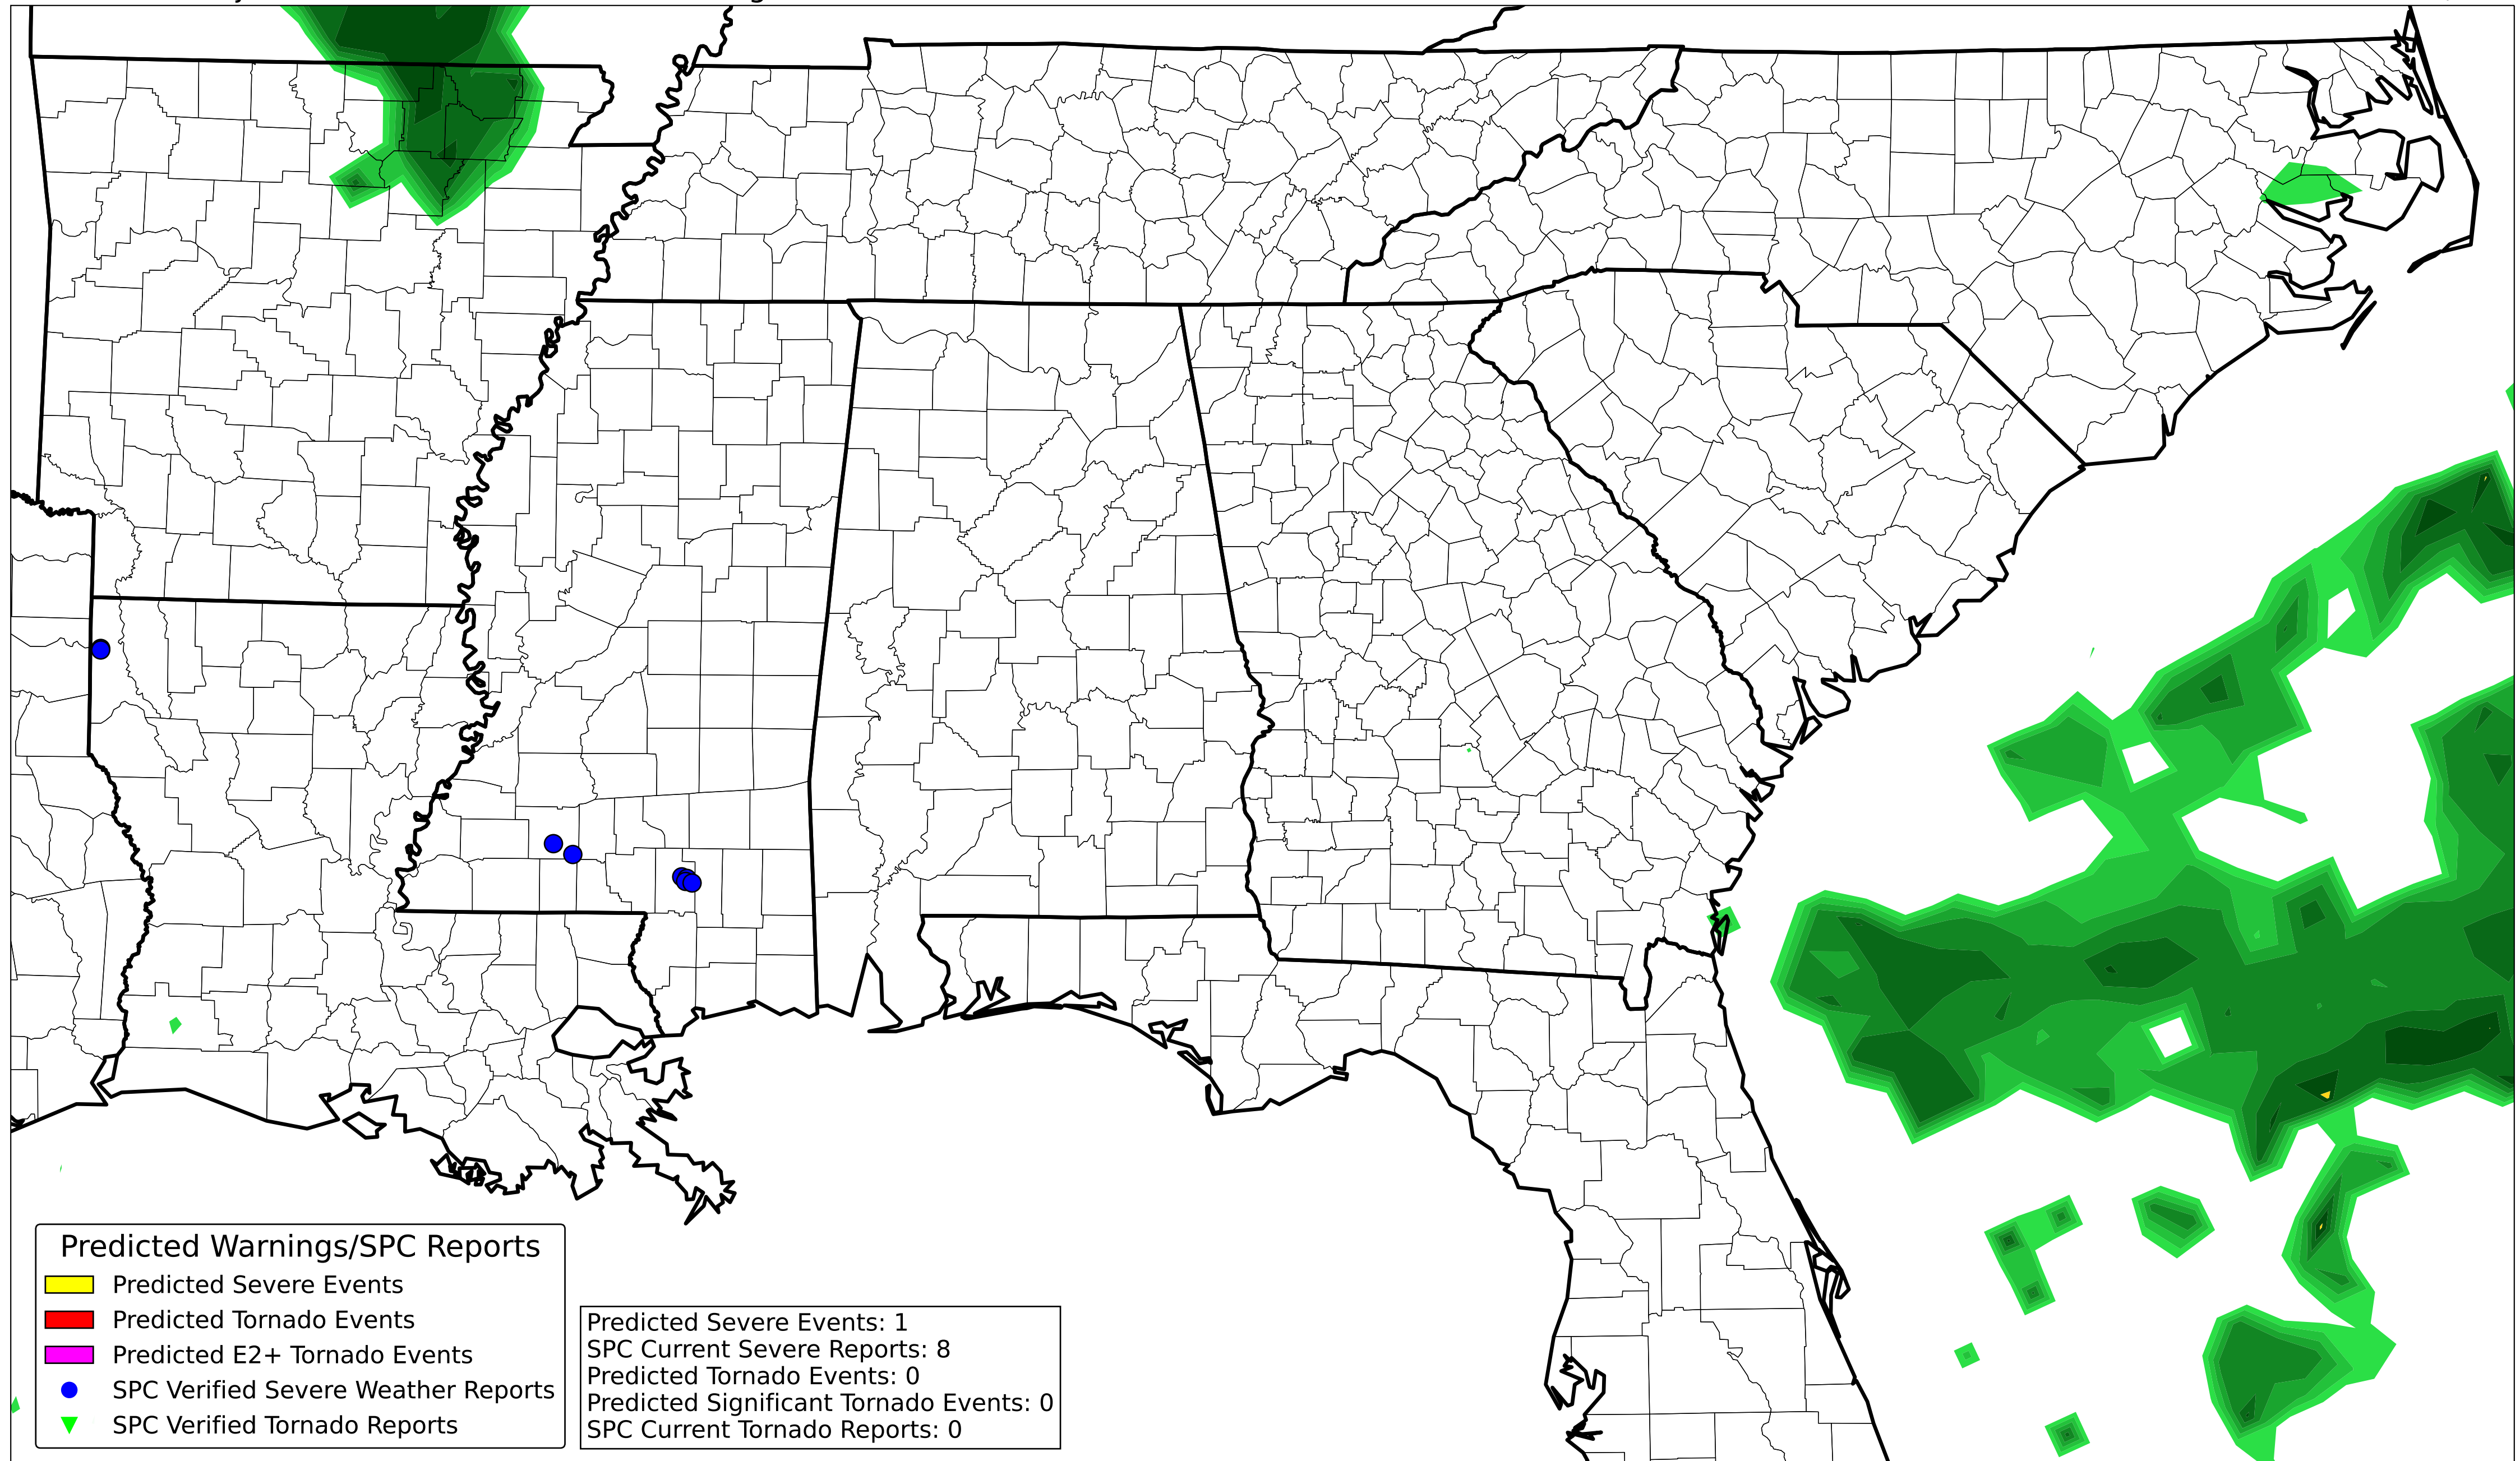 Predicted Warnings/SPC Reports
Predicted Severe Events
Predicted Tornado Events
Predicted E2+ Tornado Events
SPC Verified Severe Weather Reports
SPC Verified Tornado Reports
Predicted Severe Events: 1
SPC Current Severe Reports: 8
Predicted Tornado Events: 0
Predicted Significant Tornado Events: 0
SPC Current Tornado Reports: 0